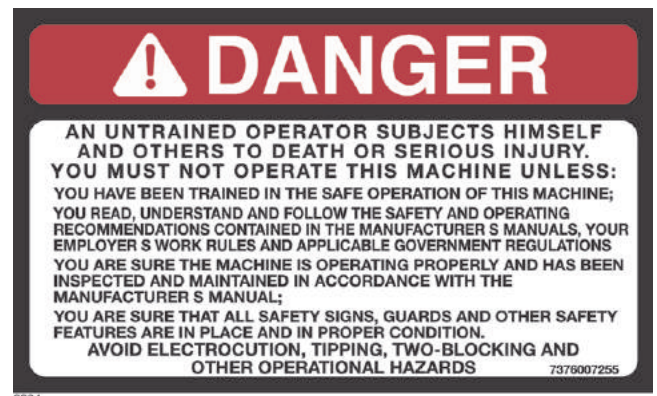 DANGER
AN UNTRAINED OPERATOR SUBJECTS HIMSELF
AND OTHERS TO DEATH OR SERIOUS INJURY.
YOU MUST NOT OPERATE THIS MACHINE UNLESS:
YOU HAVE BEEN TRAINED IN THE SAFE OPERATION OF THIS MACHINE;
YOU READ, UNDERSTAND AND FOLLOW THE SAFETY AND OPERATING
RECOMMENDATIONS CONTAINED IN THE MANUFACTURER S MANUALS, YOUR
EMPLOYER S WORK RULES AND APPLICABLE GOVERNMENT REGULATIONS
YOU ARE SURE THE MACHINE IS OPERATING PROPERLY AND HAS BEEN
INSPECTED AND MAINTAINED IN ACCORDANCE WITH THE
MANUFACTURER S MANUAL;
YOU ARE SURE THAT ALL SAFETY SIGNS, GUARDS AND OTHER SAFETY
FEATURES ARE IN PLACE AND IN PROPER CONDITION.
AVOID ELECTROCUTION, TIPPING, TWO-BLOCKING AND
OTHER OPERATIONAL HAZARDS 7376007255